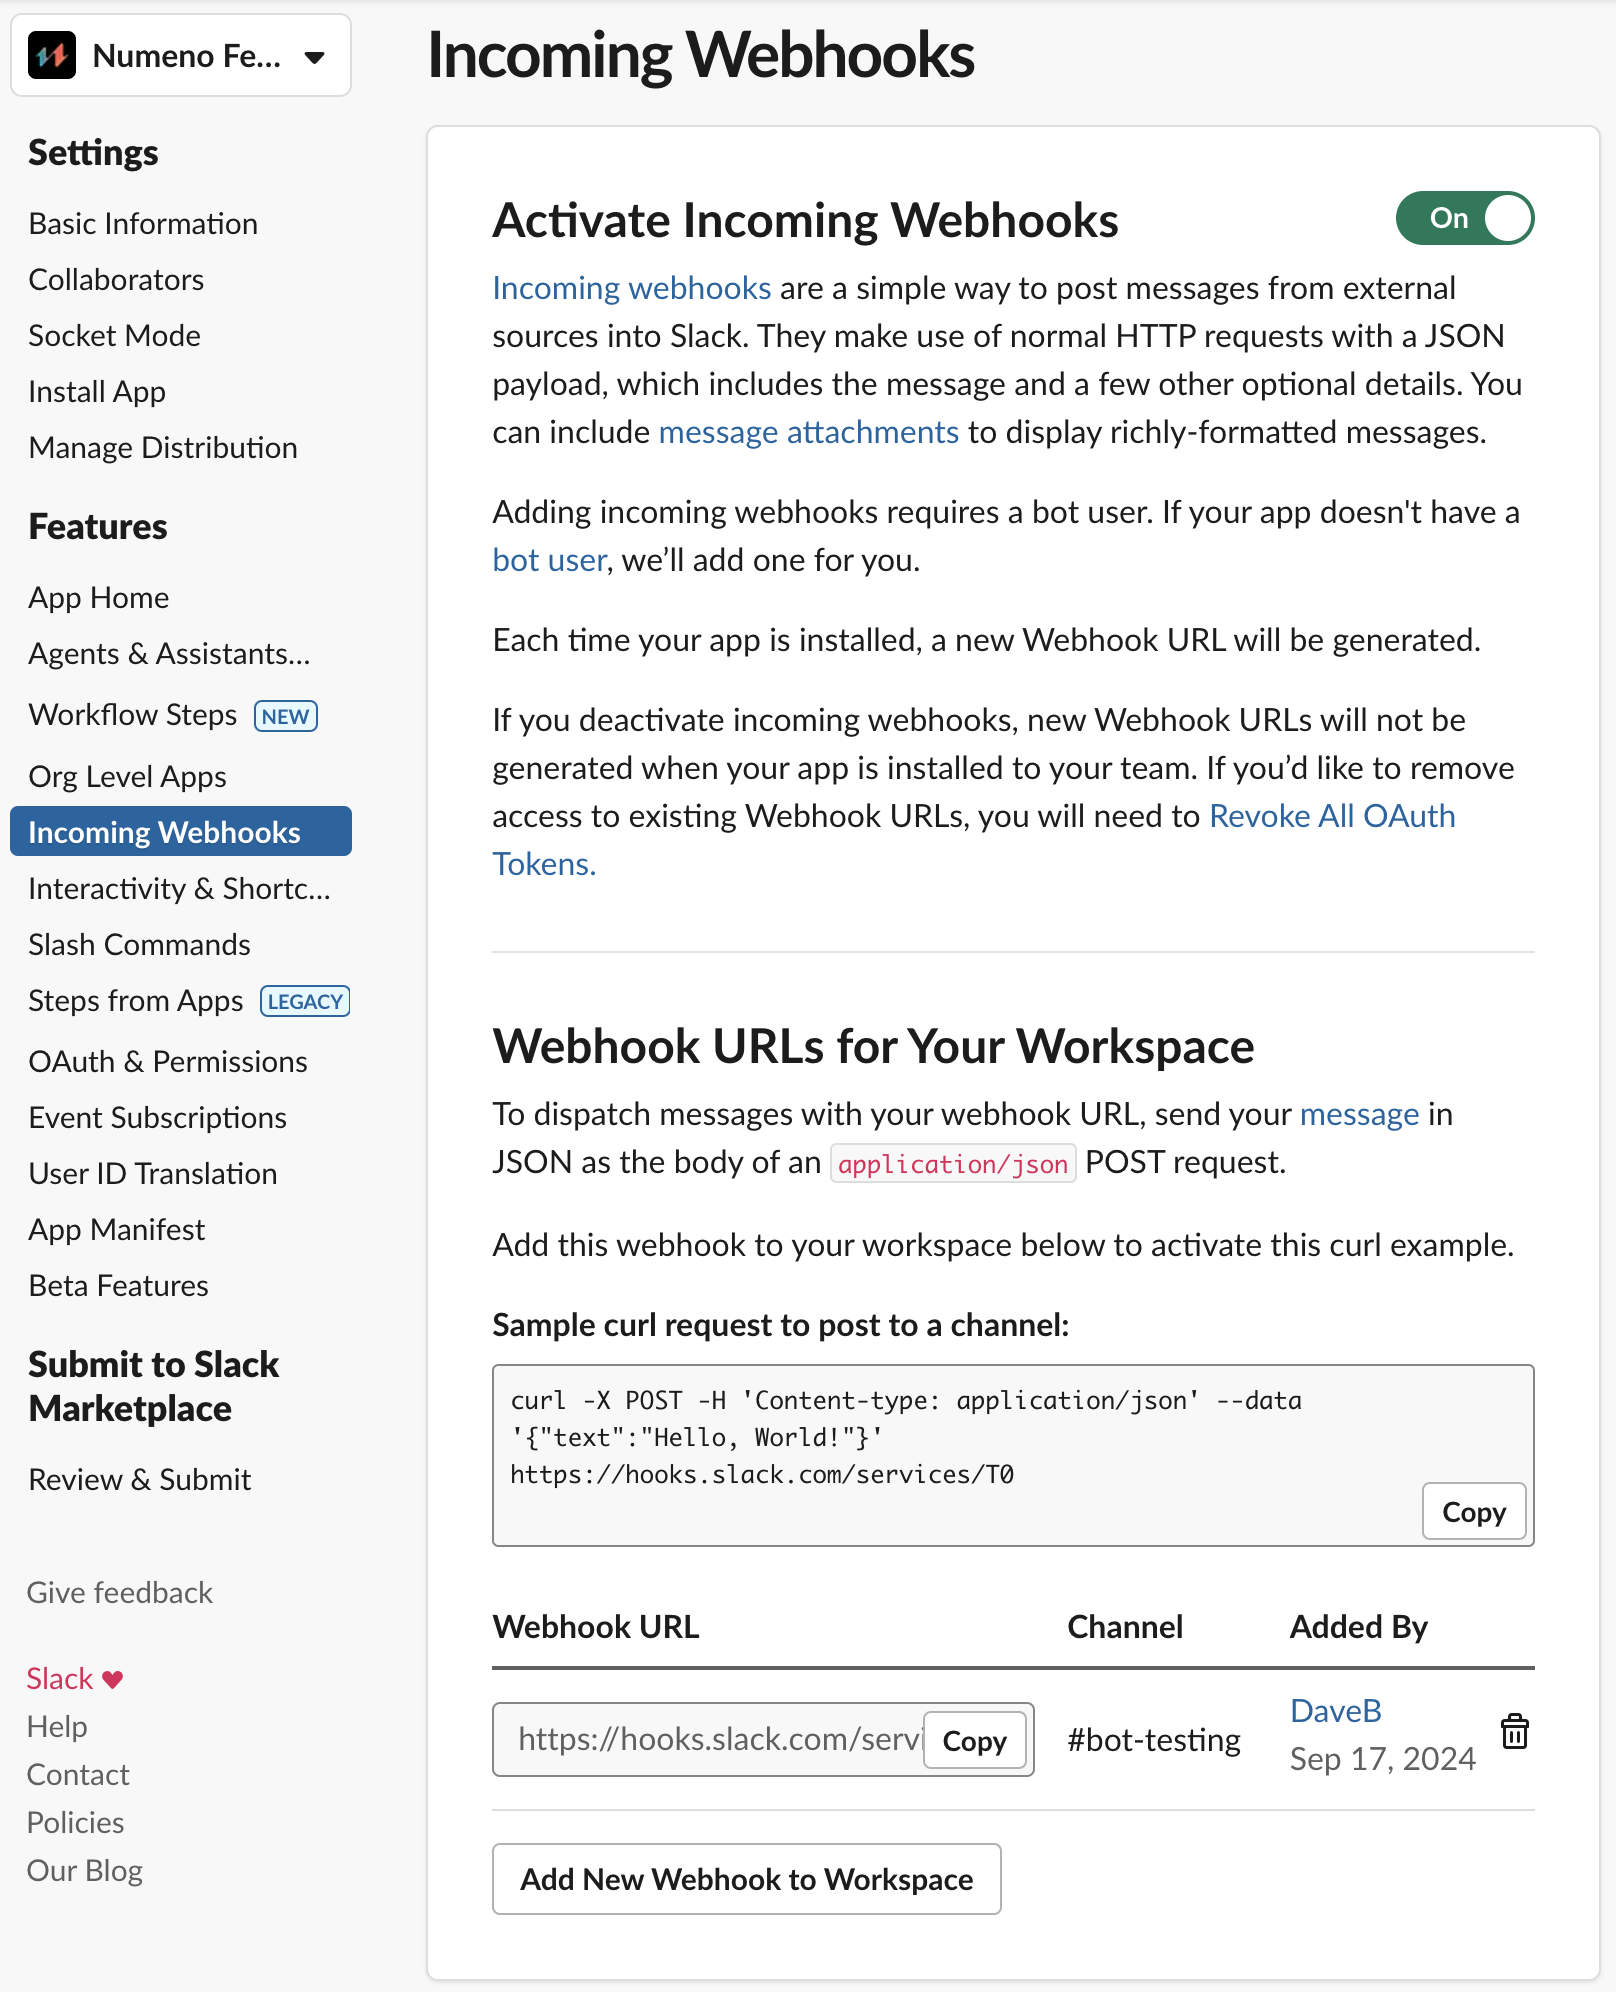 Numeno Fe...
Settings
Basic Information
Collaborators
Socket Mode
Install App
Manage Distribution
Features
App Home
Agents & Assistants...
Workflow Steps NEW
Org Level Apps
Incoming Webhooks
Interactivity & Shortc...
Slash Commands
Steps from Apps LEGACY
OAuth & Permissions
Event Subscriptions
User ID Translation
App Manifest
Beta Features
Submit to Slack
Marketplace
Review & Submit
Give feedback
Slack ♥
Help
Contact
Policies
Our Blog
Incoming Webhooks
Activate Incoming Webhooks
On
Incoming webhooks are a simple way to post messages from external
sources into Slack. They make use of normal HTTP requests with a JSON
payload, which includes the message and a few other optional details. You
can include message attachments to display richly-formatted messages.
Adding incoming webhooks requires a bot user. If your app doesn't have a
bot user, we’ll add one for you.
Each time your app is installed, a new Webhook URL will be generated.
If you deactivate incoming webhooks, new Webhook URLs will not be
generated when your app is installed to your team. If you’d like to remove
access to existing Webhook URLs, you will need to Revoke All OAuth
Tokens.
Webhook URLs for Your Workspace
To dispatch messages with your webhook URL, send your message in
JSON as the body of an application/json POST request.
Add this webhook to your workspace below to activate this curl example.
Sample curl request to post to a channel:
curl -X POST -H 'Content-type: application/json' --data
'{"text":"Hello, World!"}'
https://hooks.slack.com/services/T0
Copy
Webhook URL Channel Added By
https://hooks.slack.com/servi Copy #bot-testing DaveB
Sep 17, 2024
Add New Webhook to Workspace